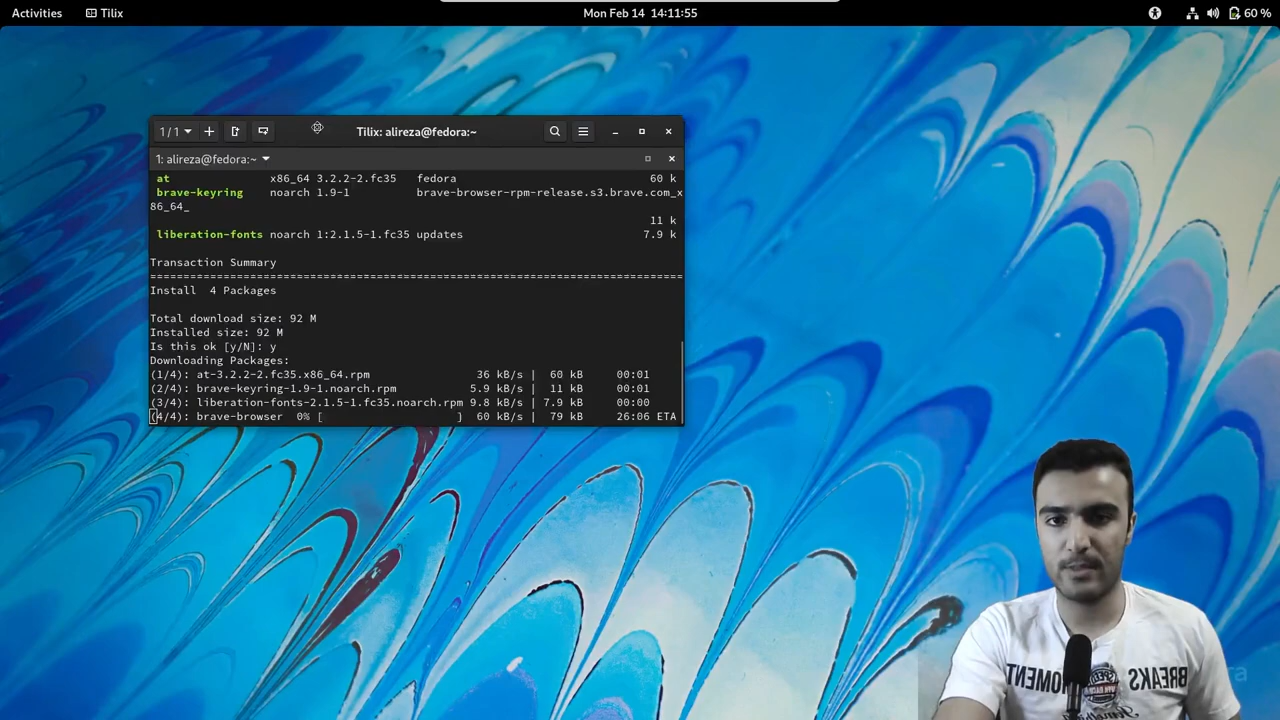 Activities Tilix Mon Feb 14 14:11:55 60 %
1 / 1 Tilix: alireza@fedora:~
1: alireza@fedora:~
at x86_64 3.2.2-2.fc35 fedora 60 k
brave-keyring noarch 1.9-1 brave-browser-rpm-release.s3.brave.com_x
86_64_
11 k
liberation-fonts noarch 1:2.1.5-1.fc35 updates 7.9 k
Transaction Summary
================================================================================
Install 4 Packages
Total download size: 92 M
Installed size: 92 M
Is this ok [y/N]: y
Downloading Packages:
(1/4): at-3.2.2-2.fc35.x86_64.rpm 36 kB/s | 60 kB 00:01
(2/4): brave-keyring-1.9-1.noarch.rpm 5.9 kB/s | 11 kB 00:01
(3/4): liberation-fonts-2.1.5-1.fc35.noarch.rpm 9.8 kB/s | 7.9 kB 00:00
(4/4): brave-browser 0% [ ] 60 kB/s | 79 kB 26:06 ETA
MOMENT BREAKS